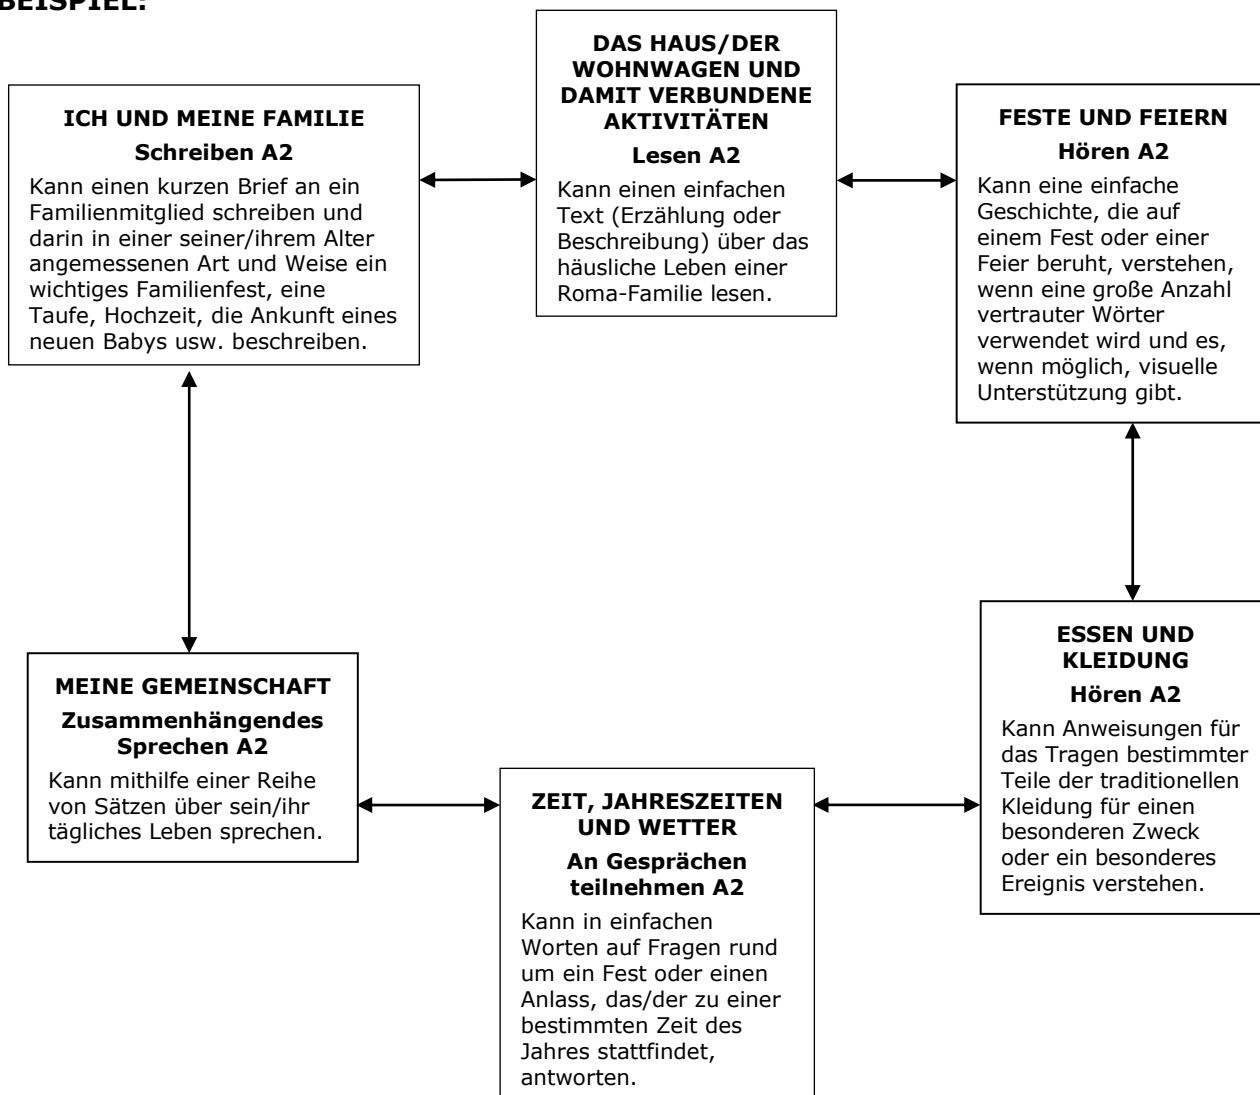 BEISPIEL:
DAS HAUS/DER
WOHNWAGEN UND
DAMIT VERBUNDENE
AKTIVITÄTEN
Lesen A2
Kann einen einfachen
Text (Erzählung oder
Beschreibung) über das
häusliche Leben einer
Roma-Familie lesen.
ICH UND MEINE FAMILIE
Schreiben A2
Kann einen kurzen Brief an ein
Familienmitglied schreiben und
darin in einer seiner/ihrem Alter
angemessenen Art und Weise ein
wichtiges Familienfest, eine
Taufe, Hochzeit, die Ankunft eines
neuen Babys usw. beschreiben.
FESTE UND FEIERN
Hören A2
Kann eine einfache
Geschichte, die auf
einem Fest oder einer
Feier beruht, verstehen,
wenn eine große Anzahl
vertrauter Wörter
verwendet wird und es,
wenn möglich, visuelle
Unterstützung gibt.
MEINE GEMEINSCHAFT
Zusammenhängendes
Sprechen A2
Kann mithilfe einer Reihe
von Sätzen über sein/ihr
tägliches Leben sprechen.
ZEIT, JAHRESZEITEN
UND WETTER
An Gesprächen
teilnehmen A2
Kann in einfachen
Worten auf Fragen rund
um ein Fest oder einen
Anlass, das/der zu einer
bestimmten Zeit des
Jahres stattfindet,
antworten.
ESSEN UND
KLEIDUNG
Hören A2
Kann Anweisungen für
das Tragen bestimmter
Teile der traditionellen
Kleidung für einen
besonderen Zweck
oder ein besonderes
Ereignis verstehen.